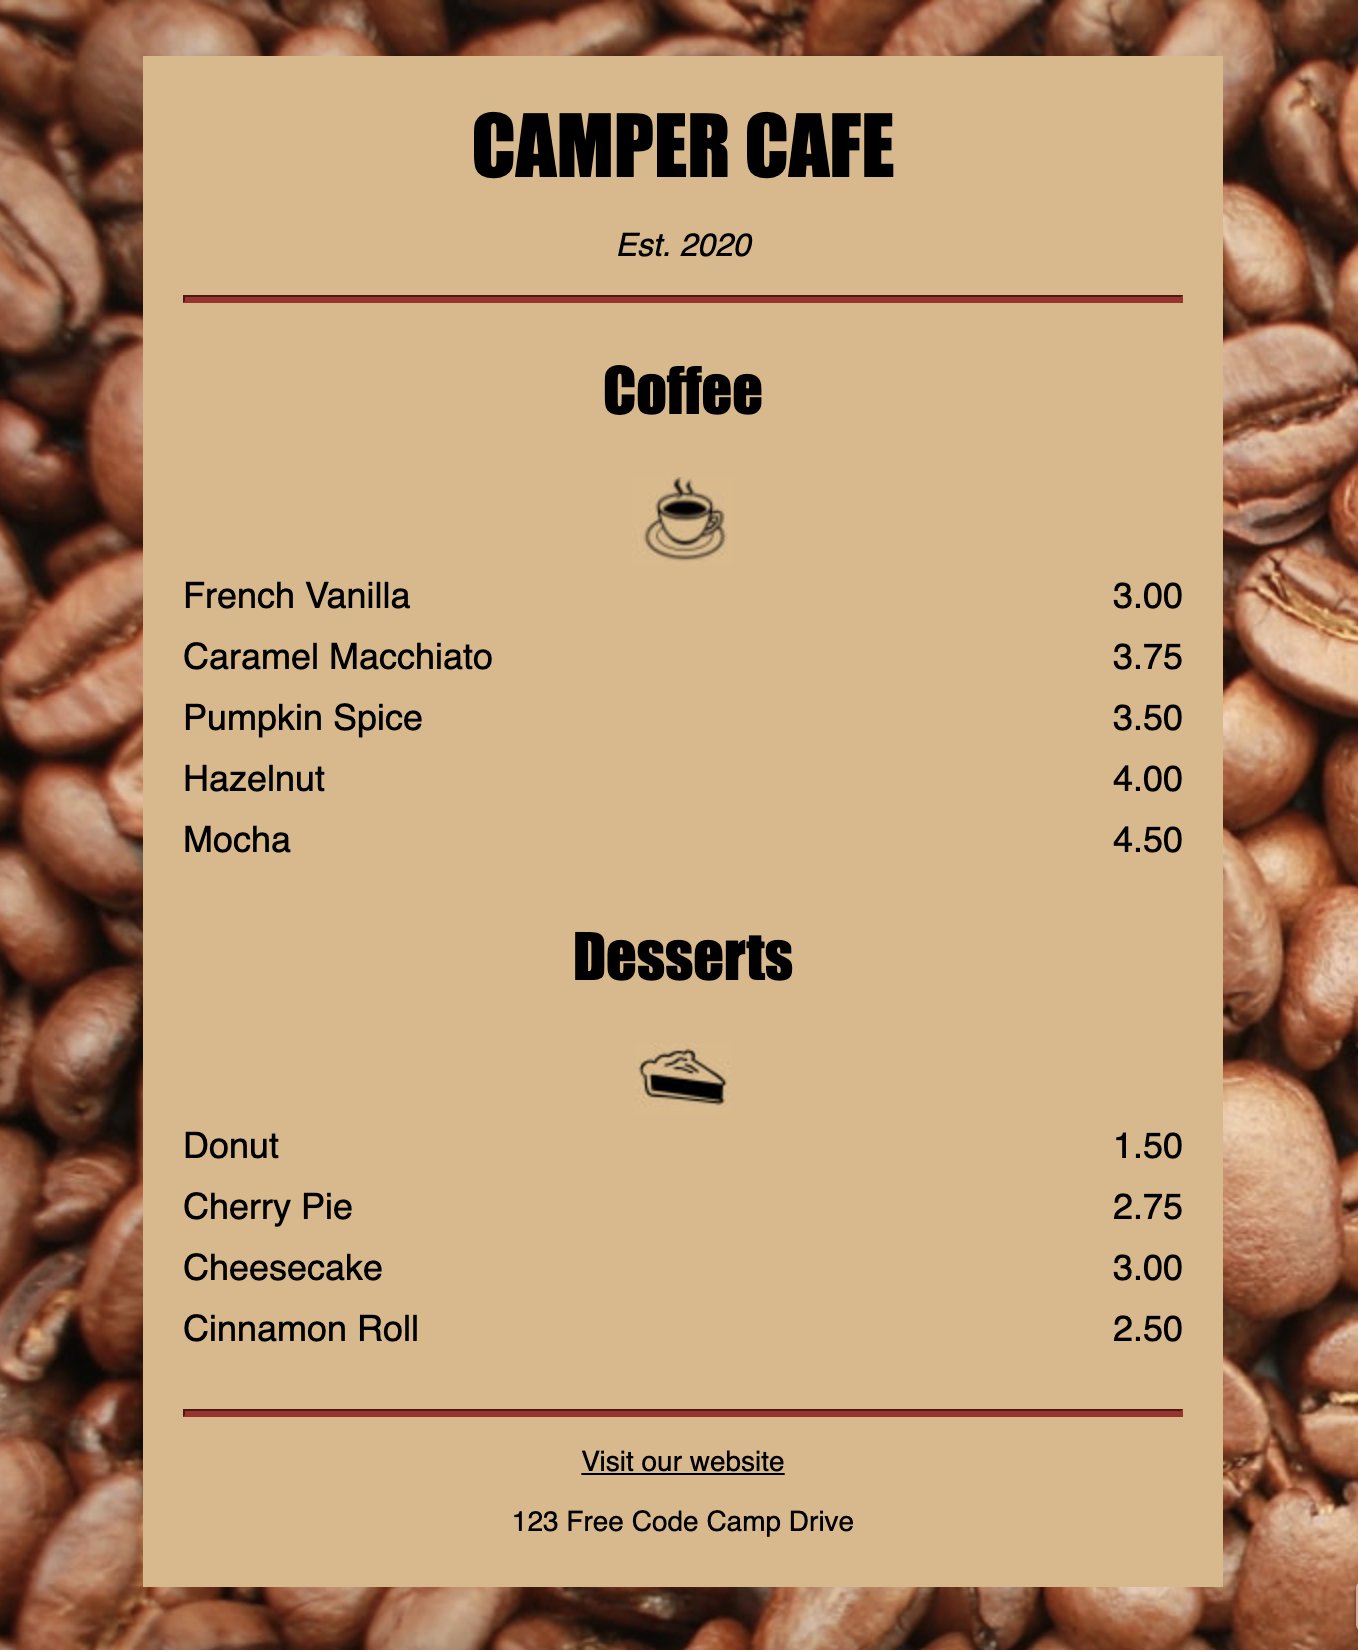 CAMPER CAFE
Est. 2020
Coffee
French Vanilla 3.00
Caramel Macchiato 3.75
Pumpkin Spice 3.50
Hazelnut 4.00
Mocha 4.50
Desserts
Donut 1.50
Cherry Pie 2.75
Cheesecake 3.00
Cinnamon Roll 2.50
Visit our website
123 Free Code Camp Drive